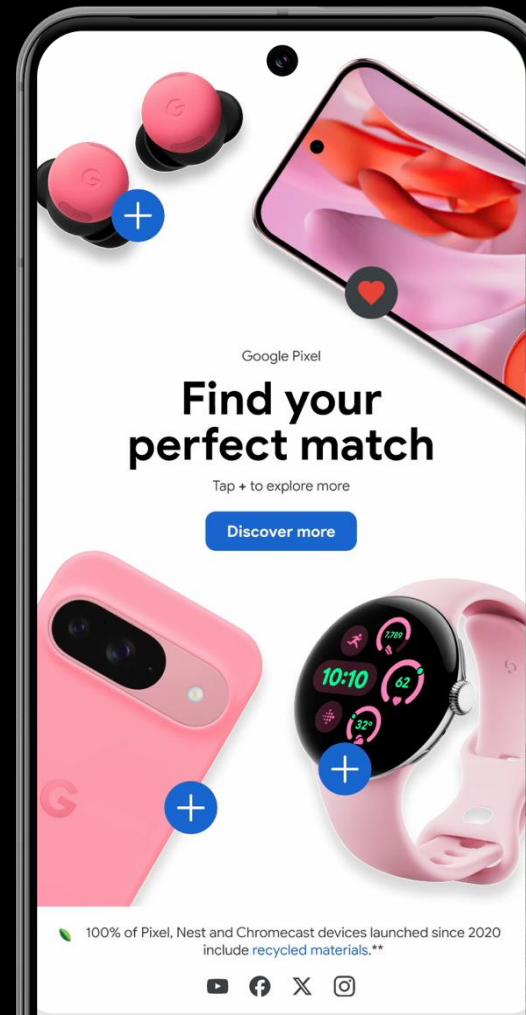 Google Pixel
Find your
perfect match
Tap + to explore more
Discover more
7,789
10:10
62
32°
100% of Pixel, Nest and Chromecast devices launched since 2020
include recycled materials.**